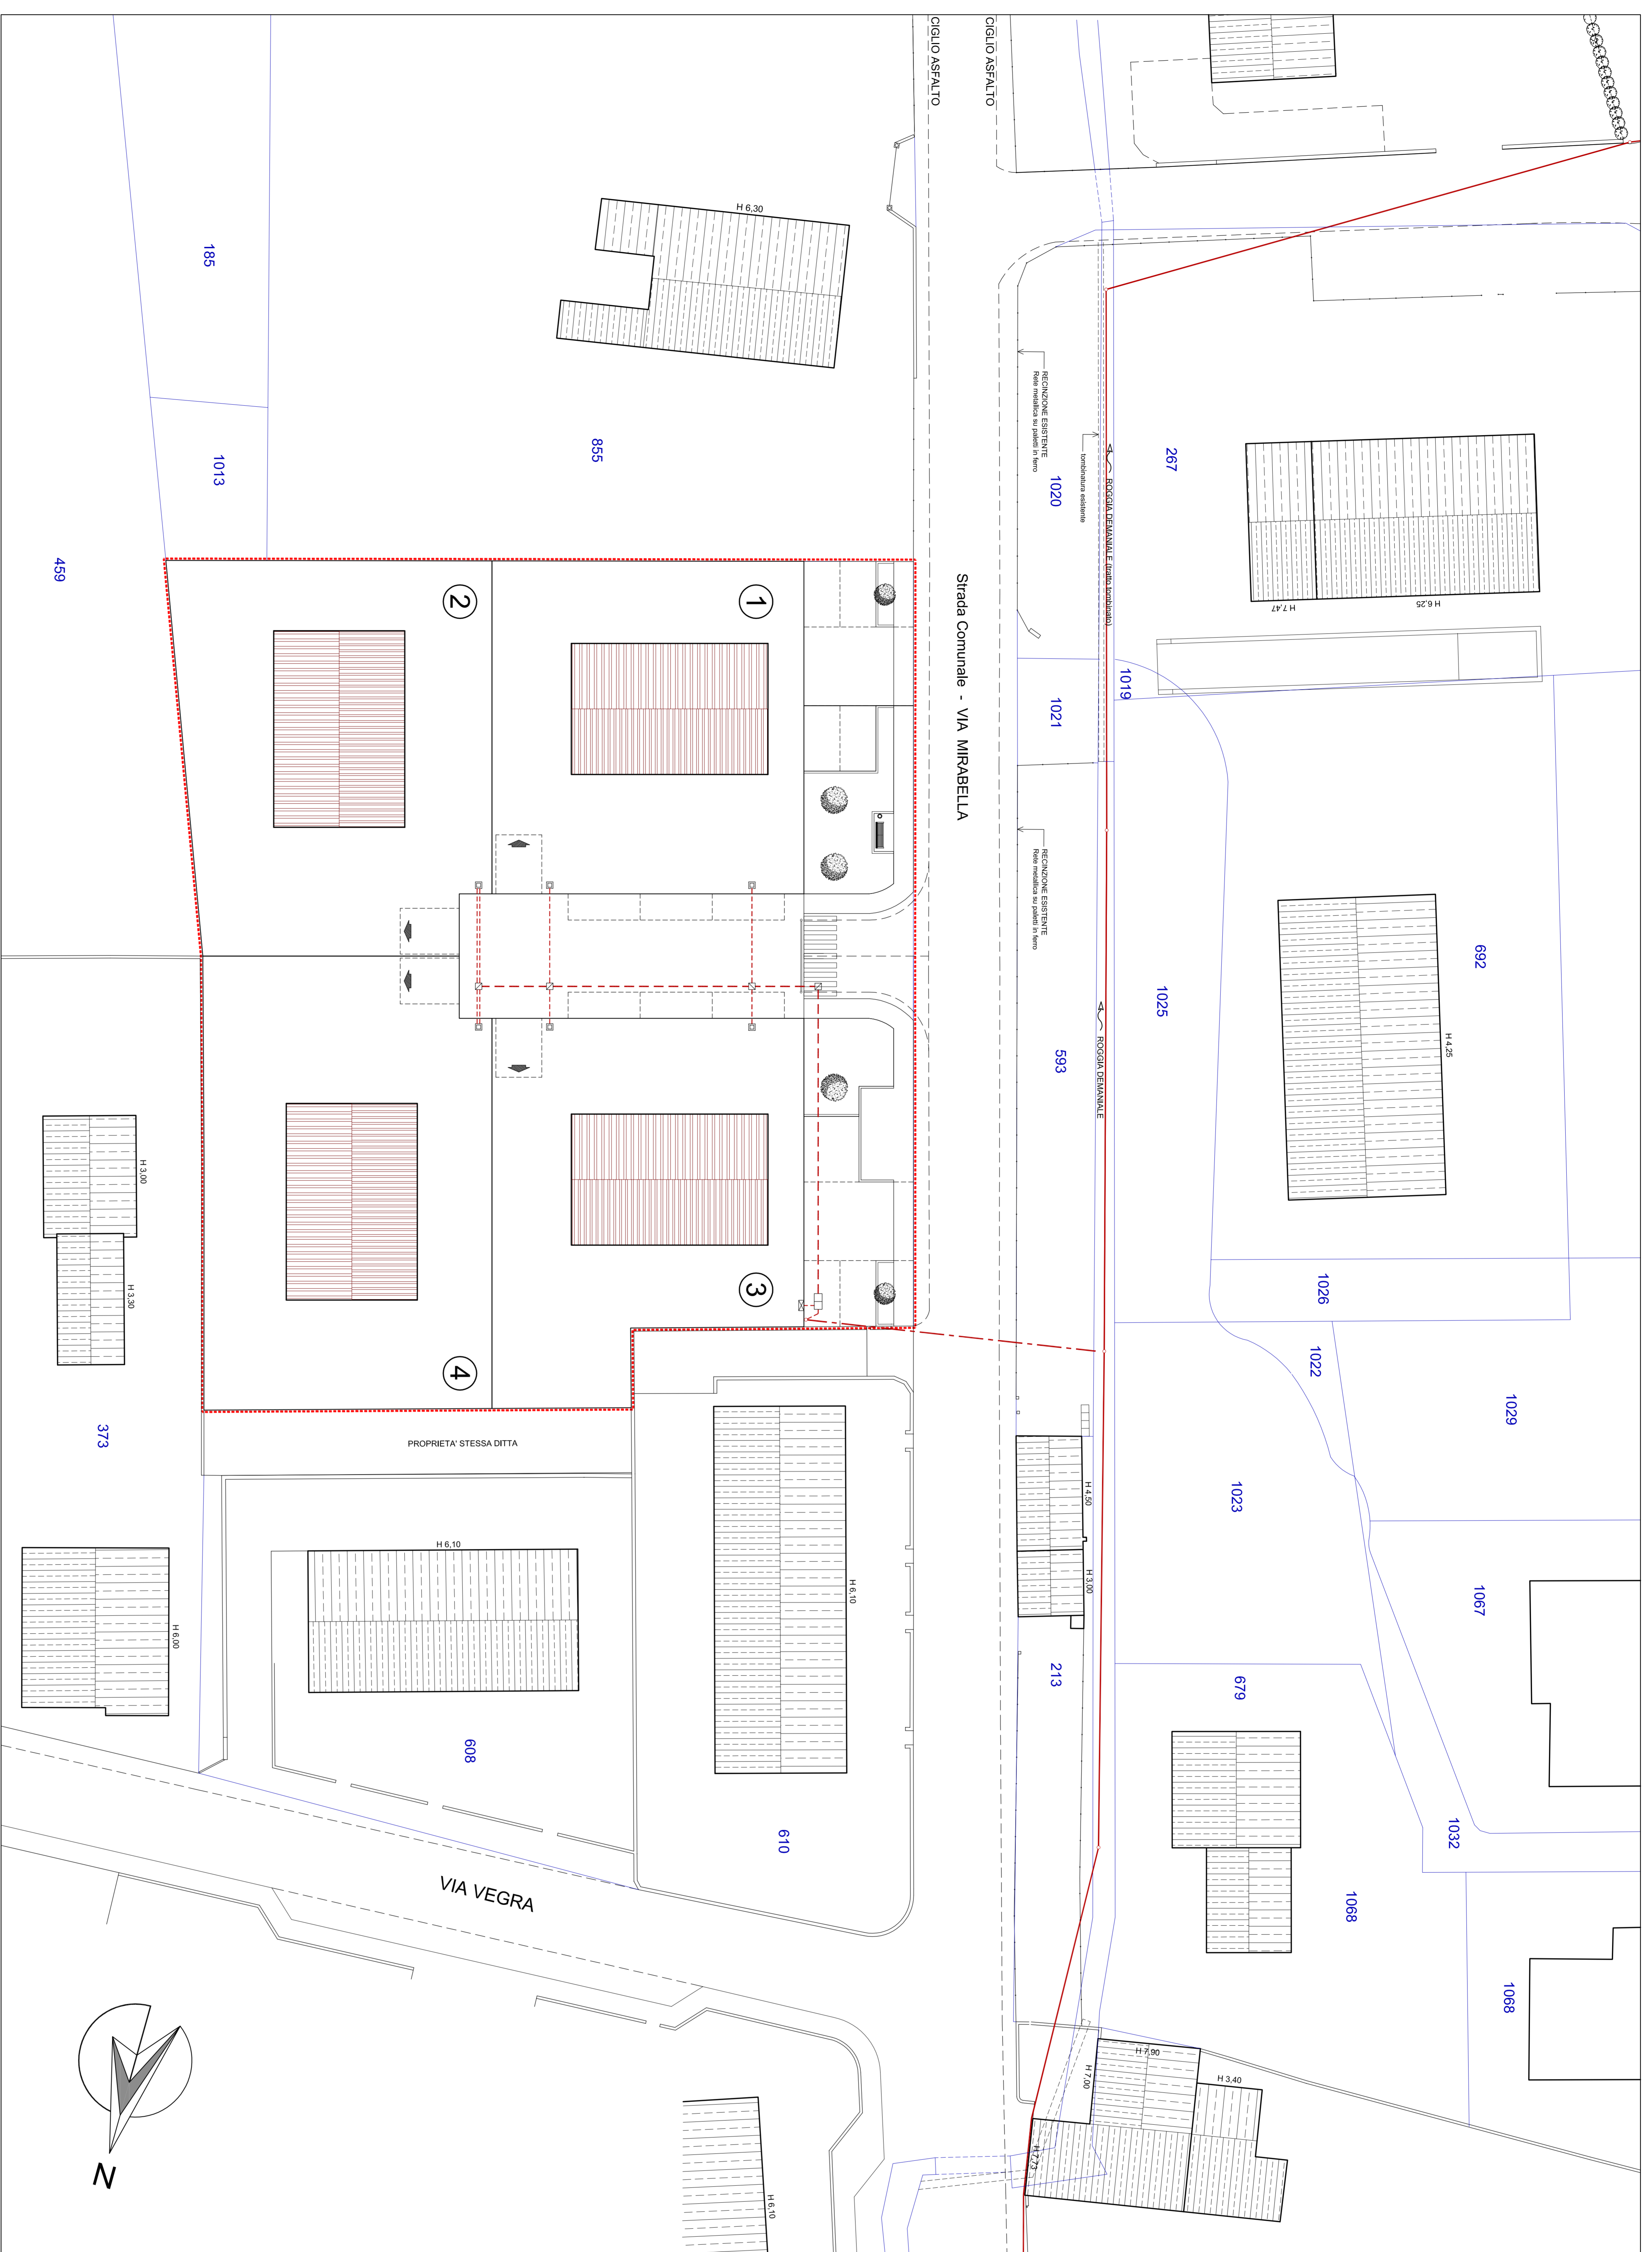 CIGLIO ASFALTO
CIGLIO ASFALTO
H 6,30
185
1013
855
459
RECINZIONE ESISTENTE
Rete metallica su paletti in ferro
tombinatura esistente
ROGGIA DEMANIALE (tratto tombinato)
267
1020
H 7,47
H 6,25
1019
1021
Strada Comunale - VIA MIRABELLA
1
2
RECINZIONE ESISTENTE
Rete metallica su paletti in ferro
ROGGIA DEMANIALE
593
1025
692
H 4,25
1026
1022
1029
1023
1067
3
4
H 3,00
H 3,30
373
PROPRIETA' STESSA DITTA
H 6,10
H 6,10
H 6,00
608
610
H 4,50
H 3,00
213
679
1032
1068
1068
VIA VEGRA
H 7,90
H 7,00
H 3,40
H 7,73
H 6,10
N